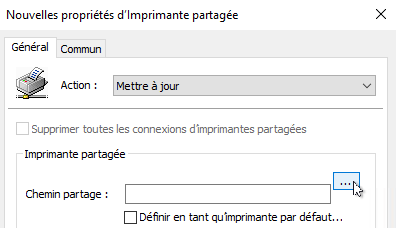 Nouvelles propriétés d'Imprimante partagée
Général
Commun
Action :
Mettre à jour
Supprimer toutes les connexions d'imprimantes partagées
Imprimante partagée
...
Chemin partage :
Définir en tant qu'imprimante par défaut...